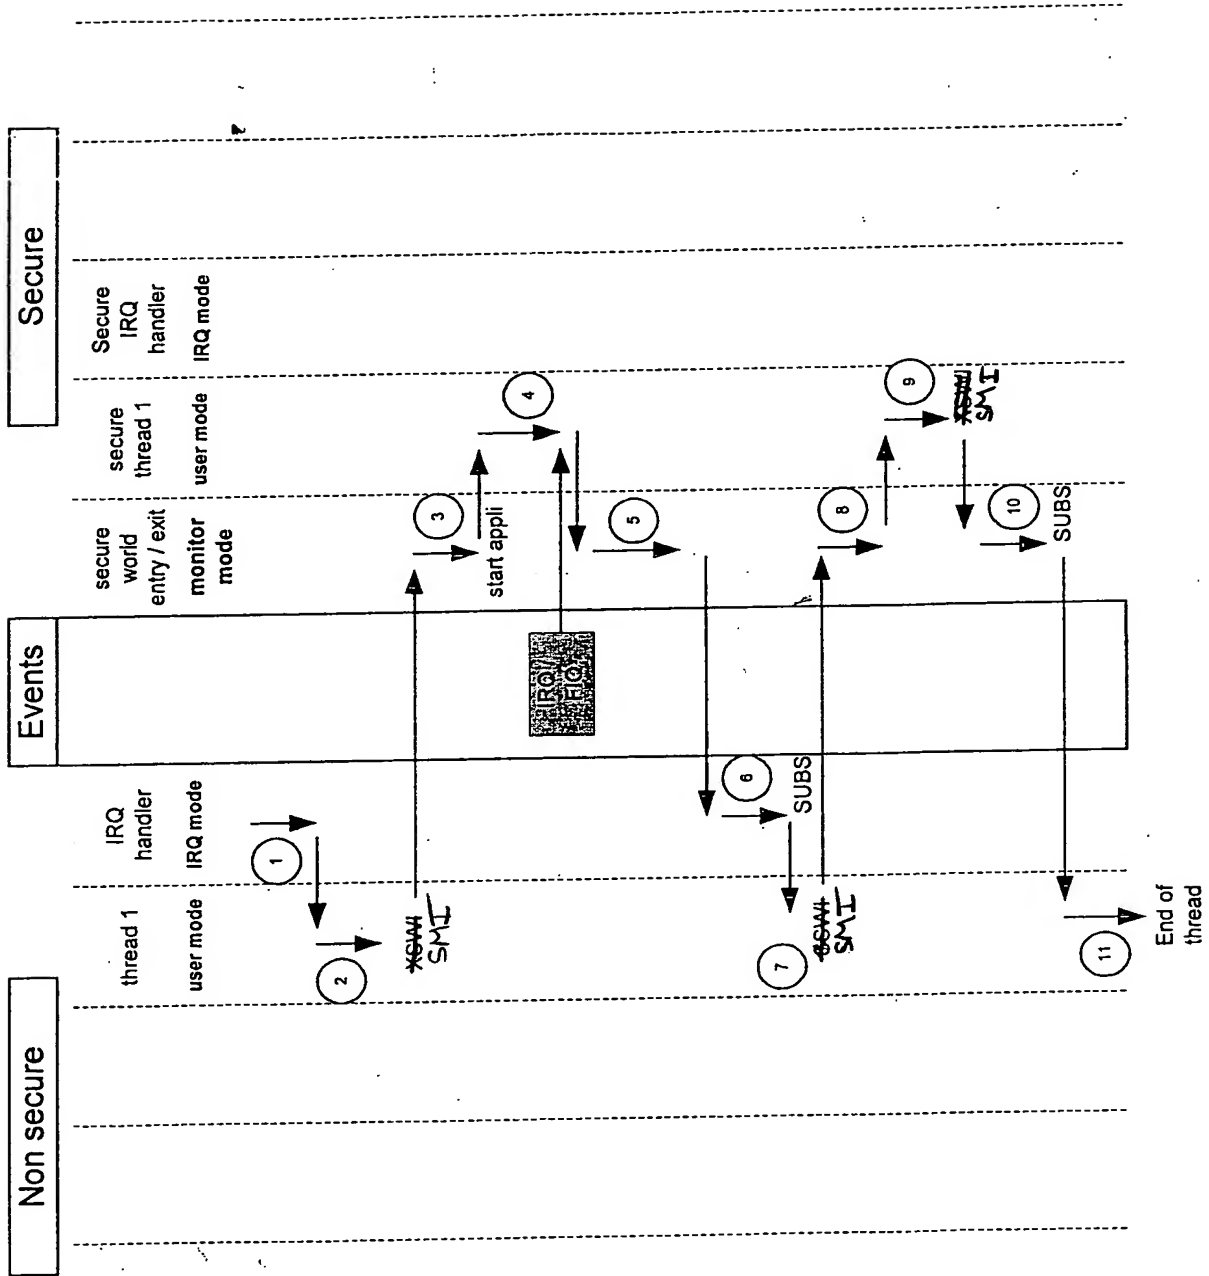 Non secure
Events
Secure
thread 1
user mode
IRQ
handler
IRQ mode
secure
world
entry / exit
monitor
mode
secure
thread 1
user mode
Secure
IRQ
handler
IRQ mode
1
2
SMI
3
start appli
4
IRQ/
FIQ
5
6
SUBS
7
SMI
8
9
SMI
10
SUBS
11
End of
thread